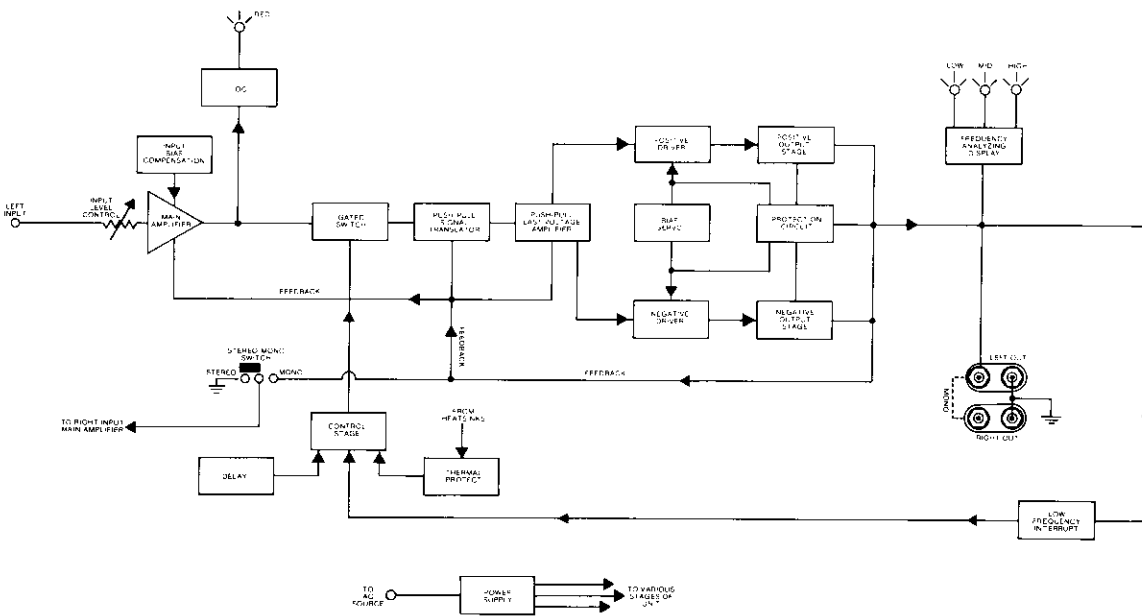 RED
IOC
LOW
MID
HIGH
FREQUENCY
ANALYZING
DISPLAY
INPUT
BIAS
COMPENSATION
POSITIVE
DRIVER
POSITIVE
OUTPUT
STAGE
LEFT
INPUT
INPUT
LEVEL
CONTROL
MAIN
AMPLIFIER
GATED
SWITCH
PUSH-PULL
SIGNAL
TRANSLATOR
PUSH-PULL
LAST VOLTAGE
AMPLIFIER
BIAS
SERVO
PROTECTION
CIRCUIT
FEEDBACK
NEGATIVE
DRIVER
NEGATIVE
OUTPUT
STAGE
FEEDBACK
STEREO MONO
SWITCH
STEREO
MONO
FEEDBACK
LEFT OUT
MONO
RIGHT OUT
TO RIGHT INPUT
MAIN AMPLIFIER
CONTROL
STAGE
FROM
HEATSINKS
DELAY
THERMAL
PROTECT
LOW
FREQUENCY
INTERRUPT
TO
AC
SOURCE
POWER
SUPPLY
TO VARIOUS
STAGES OF
UNIT